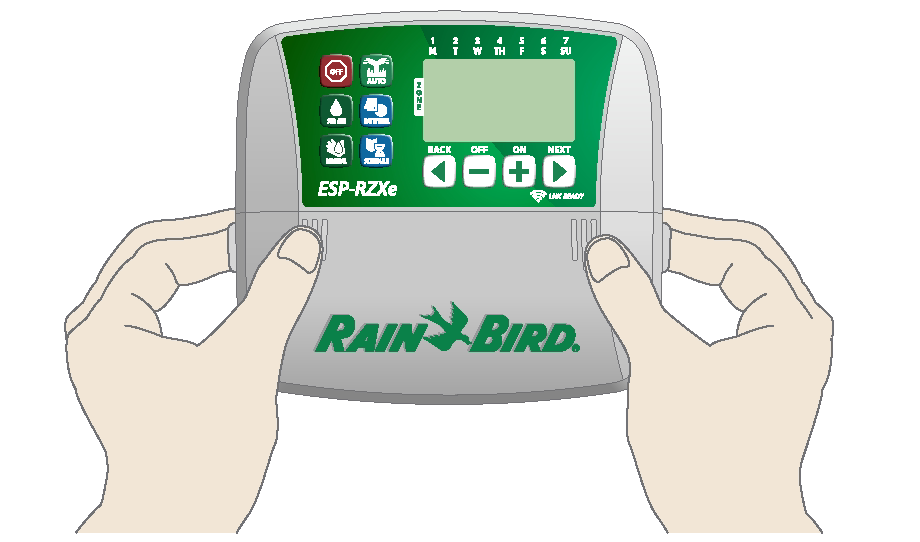 1 2 3 4 5 6 7
M T W TH F S SU
OFF
AUTO
ZONE
BACK OFF ON NEXT
ESP-RZXe
LNK READY
RAIN BIRD®